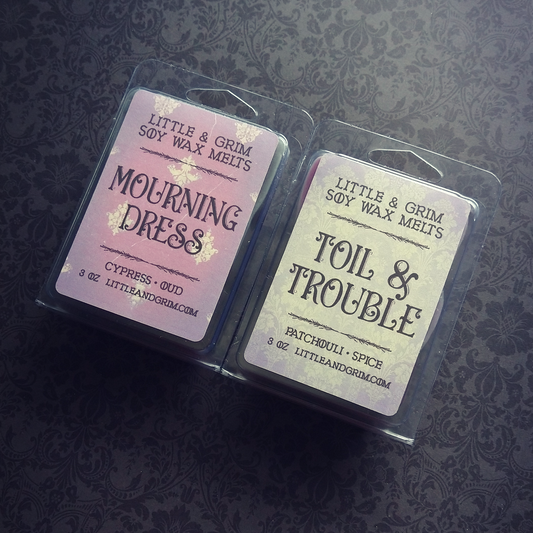 LITTLE & GRIM
SOY WAX MELTS
MOURNING
DRESS
CYPRESS • OUD
3 OZ LITTLEANDGRIM.COM
LITTLE & GRIM
SOY WAX MELTS
TOIL &
TROUBLE
PATCHOULI • SPICE
3 OZ LITTLEANDGRIM.COM